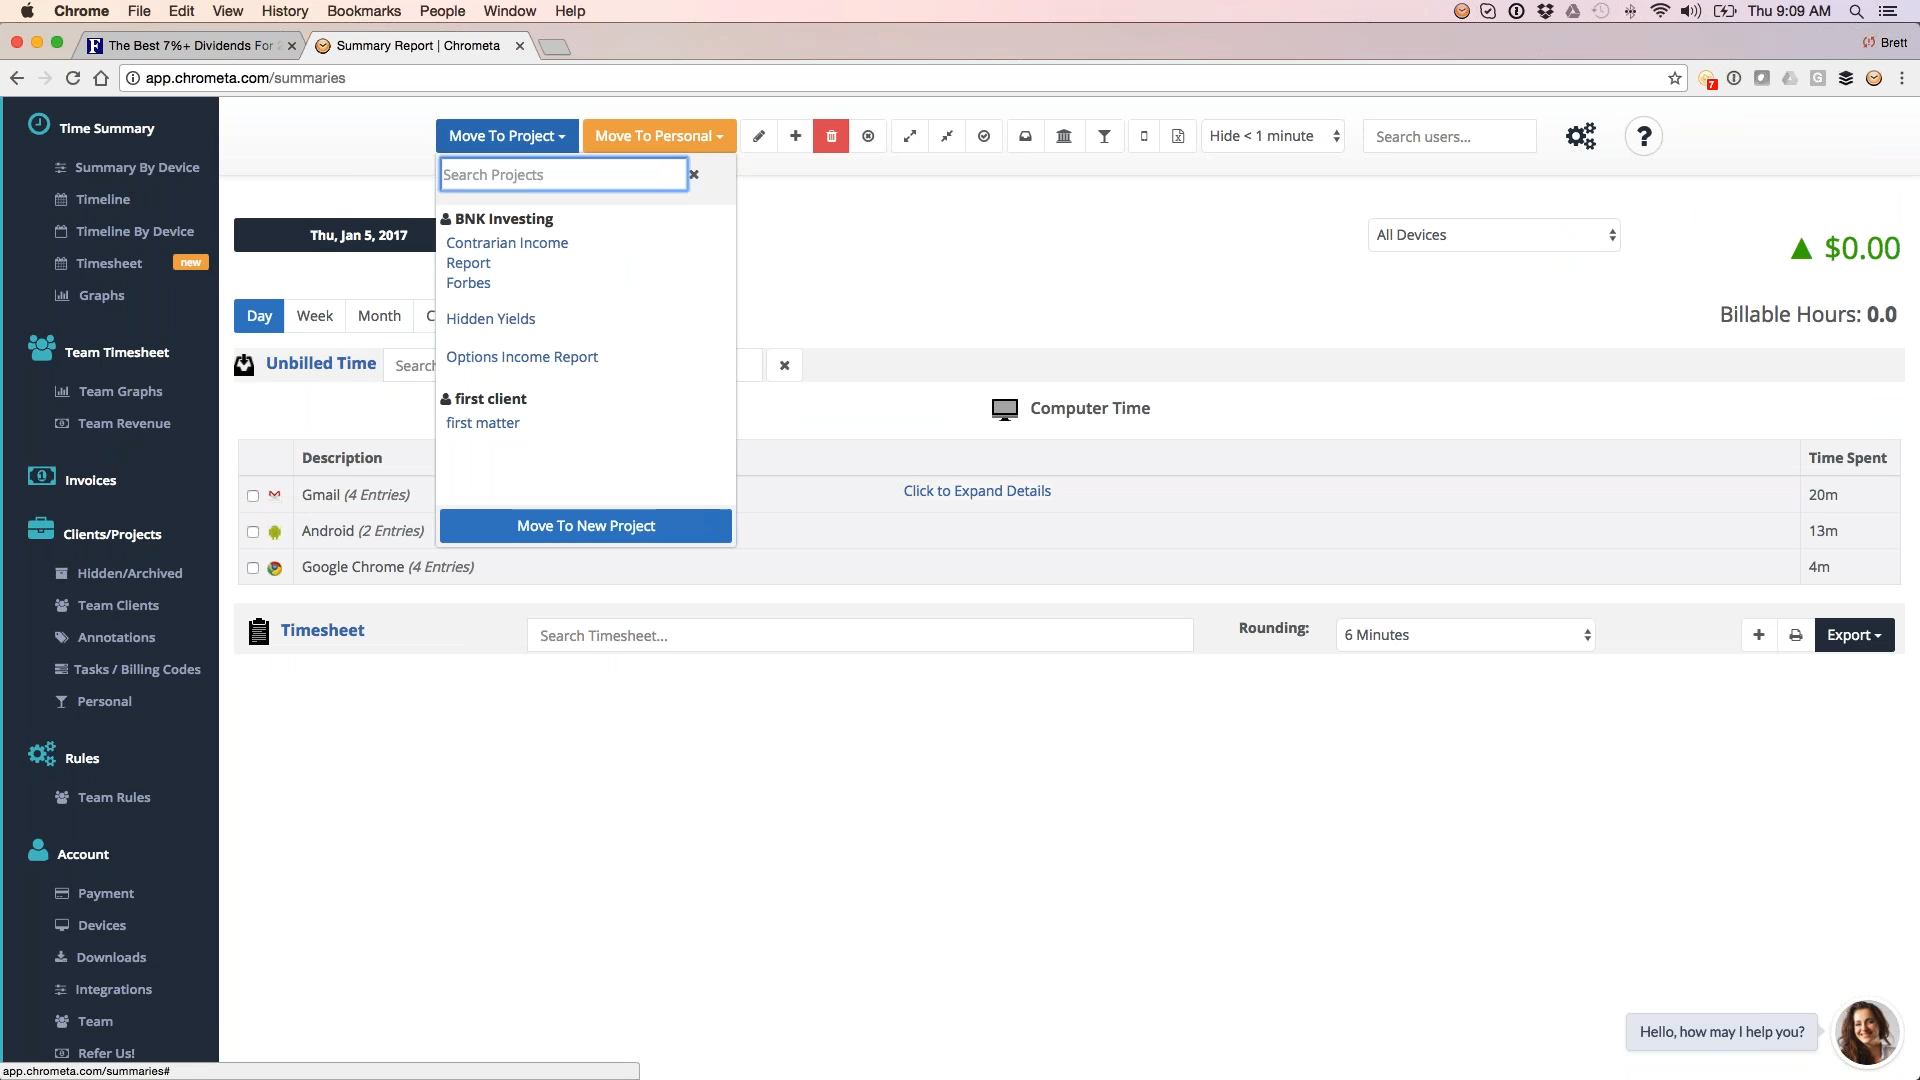 Chrome File Edit View History Bookmarks People Window Help Thu 9:09 AM
The Best 7%+ Dividends For Summary Report | Chrometa Brett
app.chrometa.com/summaries
7
Time Summary
Summary By Device
Timeline
Timeline By Device
Timesheet new
Graphs
Team Timesheet
Team Graphs
Team Revenue
Invoices
Clients/Projects
Hidden/Archived
Team Clients
Annotations
Tasks / Billing Codes
Personal
Rules
Team Rules
Account
Payment
Devices
Downloads
Integrations
Team
Refer Us!
app.chrometa.com/summaries#
Move To Project Move To Personal Hide < 1 minute Search users... ?
Search Projects
BNK Investing
Contrarian Income
Report
Forbes
Hidden Yields
Options Income Report
first client
first matter
Move To New Project
Thu, Jan 5, 2017 All Devices $0.00
Day Week Month C Billable Hours: 0.0
Unbilled Time Search
Computer Time
Description Time Spent
Gmail (4 Entries) Click to Expand Details 20m
Android (2 Entries) 13m
Google Chrome (4 Entries) 4m
Timesheet Search Timesheet... Rounding: 6 Minutes Export
Hello, how may I help you?